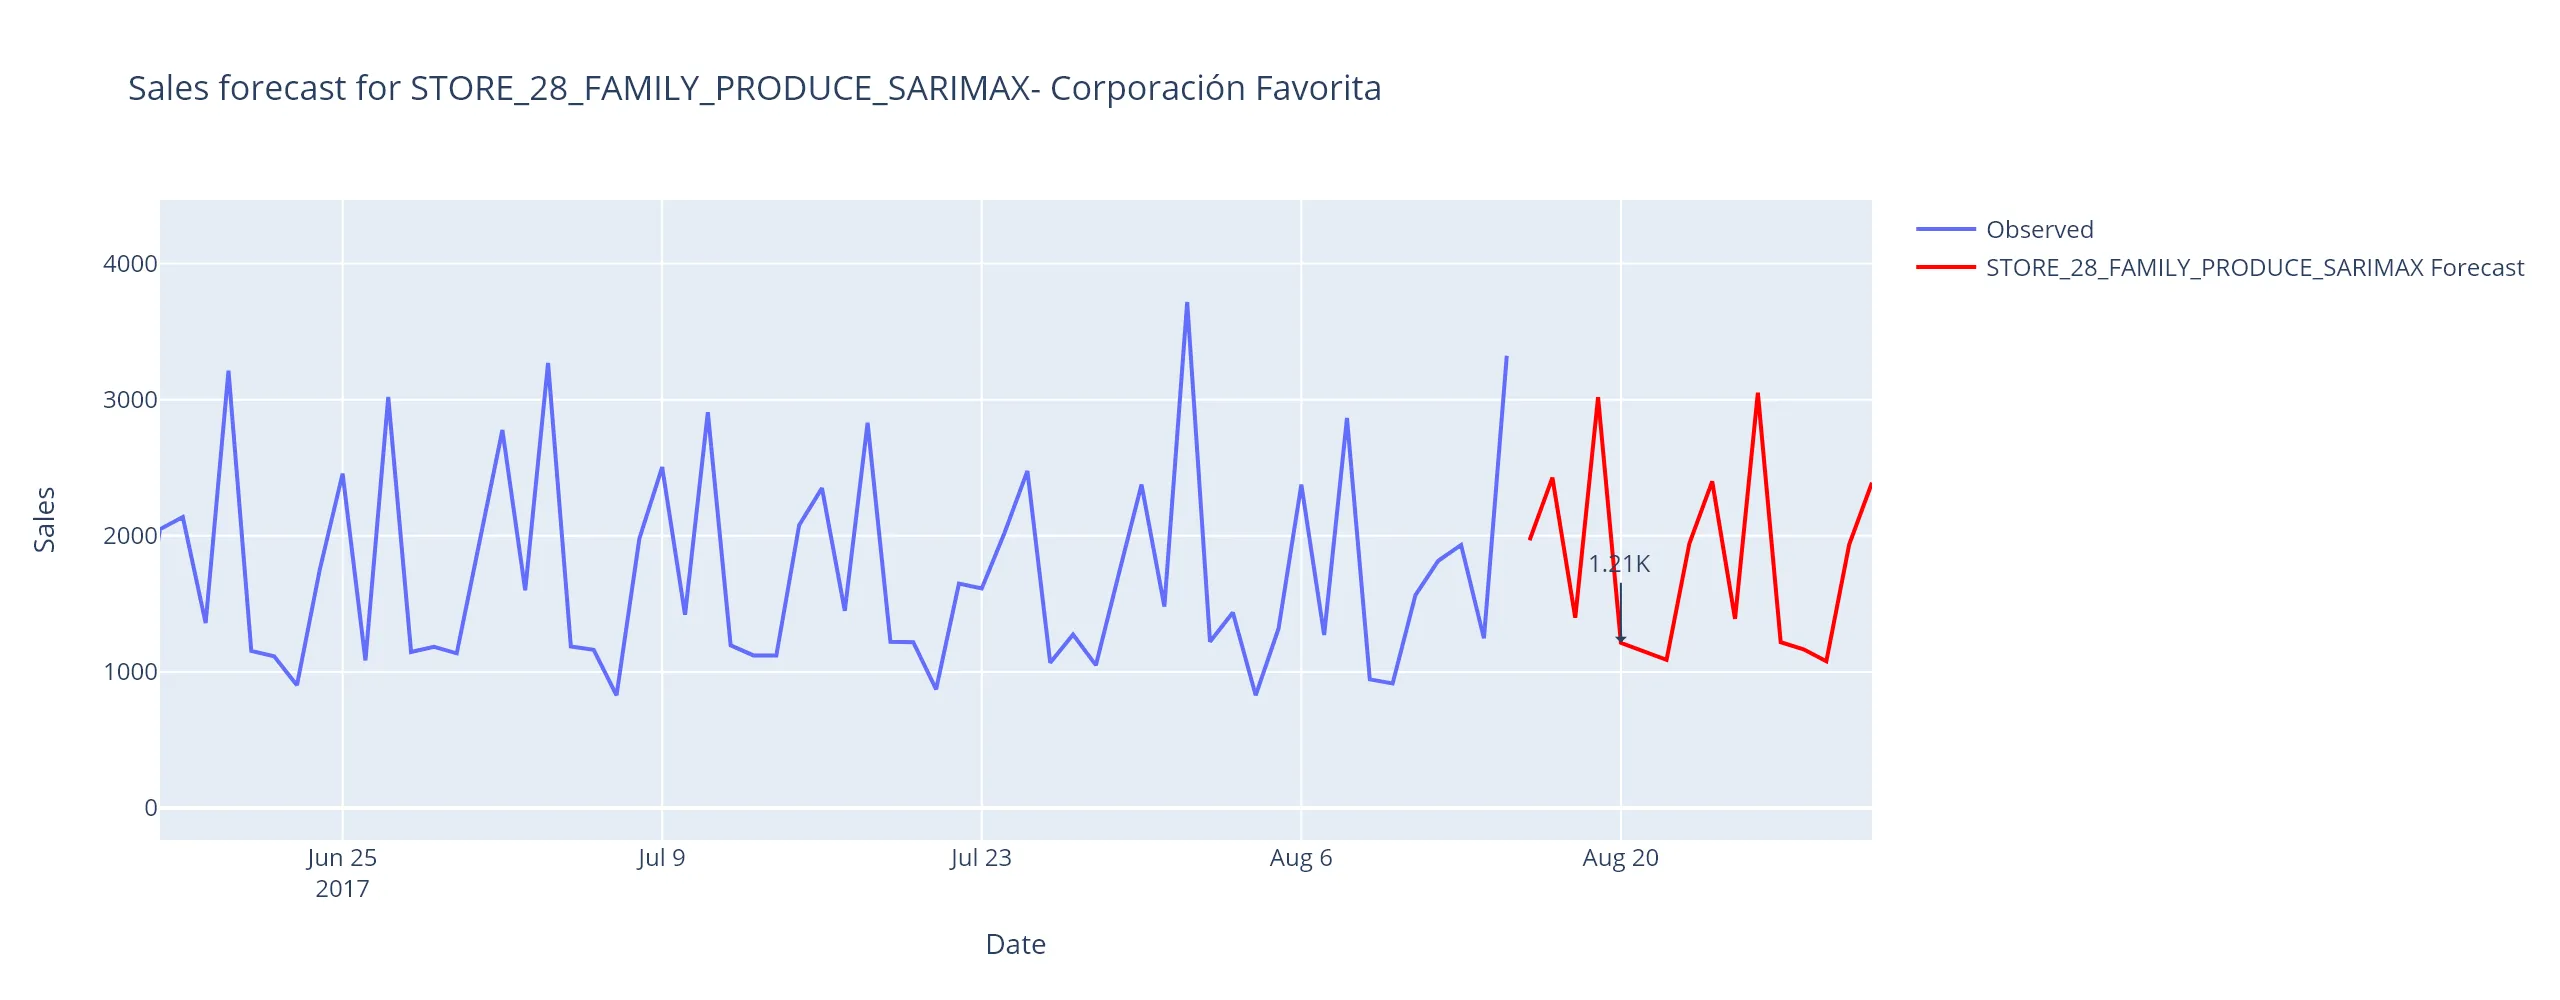 Sales forecast for STORE_28_FAMILY_PRODUCE_SARIMAX- Corporación Favorita
Observed
STORE_28_FAMILY_PRODUCE_SARIMAX Forecast
4000
3000
2000
1000
0
Sales
1.21K
Jun 25
2017
Jul 9
Jul 23
Aug 6
Aug 20
Date